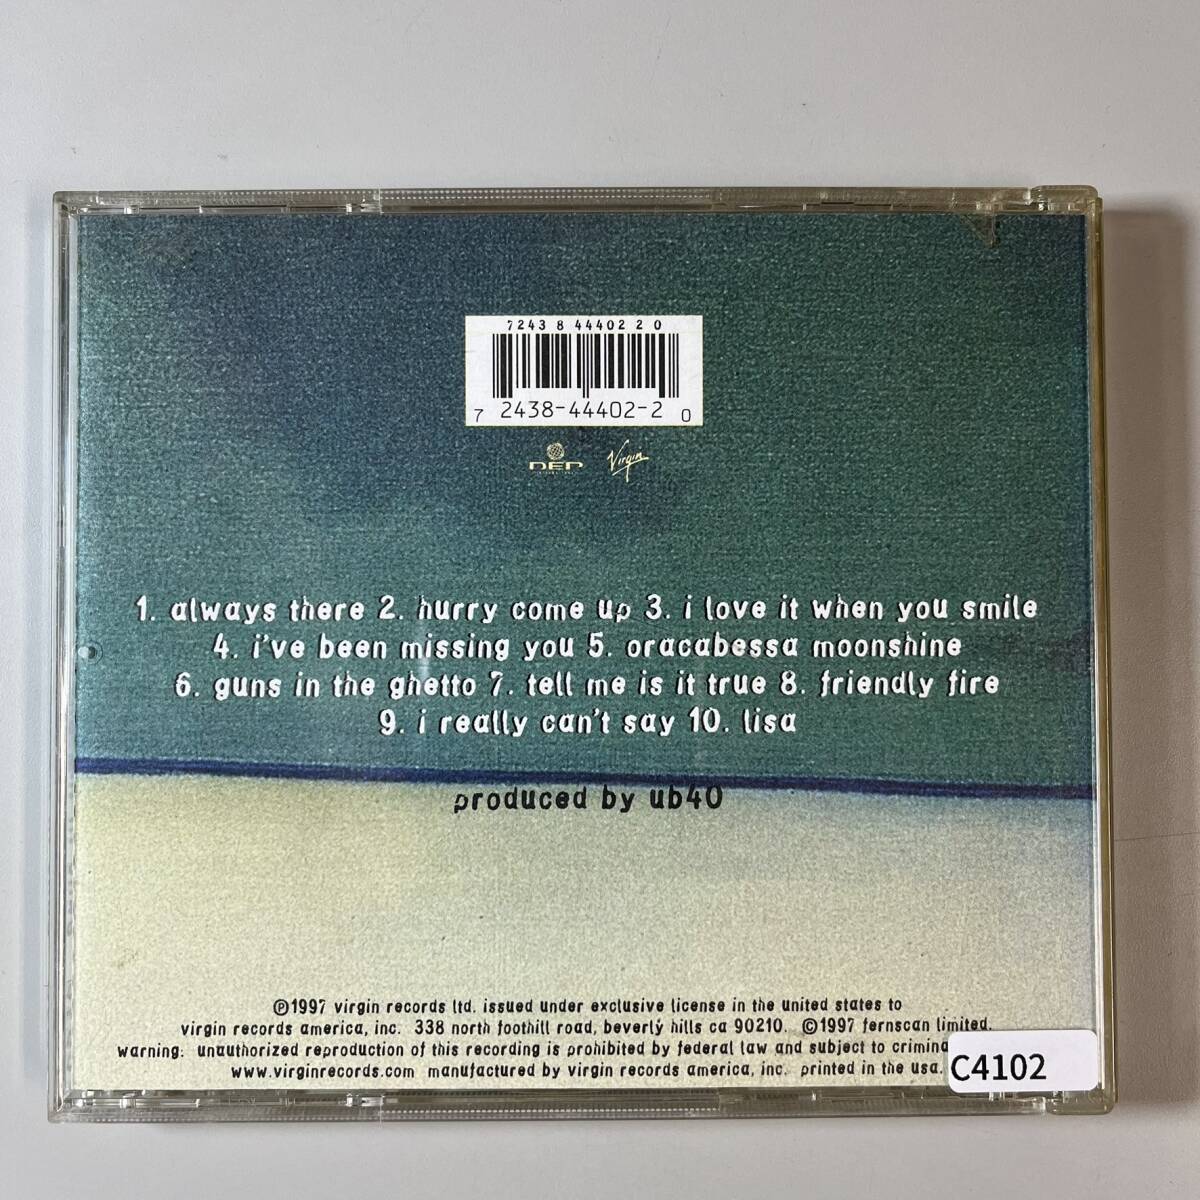 72438 44402 2 0
7 2438-44402-2 0
DEP Virgin
1. always there 2. hurry come up 3. i love it when you smile
4. i've been missing you 5. oracabessa moonshine
6. guns in the ghetto 7. tell me is it true 8. friendly fire
9. i really can't say 10. lisa
produced by ub40
℗1997 virgin records ltd. issued under exclusive license in the united states to
virgin records america, inc. 338 north foothill road, beverly hills ca 90210. ©1997 fernscan limited.
warning: unauthorized reproduction of this recording is prohibited by federal law and subject to
www.virginrecords.com manufactured by virgin records america, inc. printed in the usa.
C4102